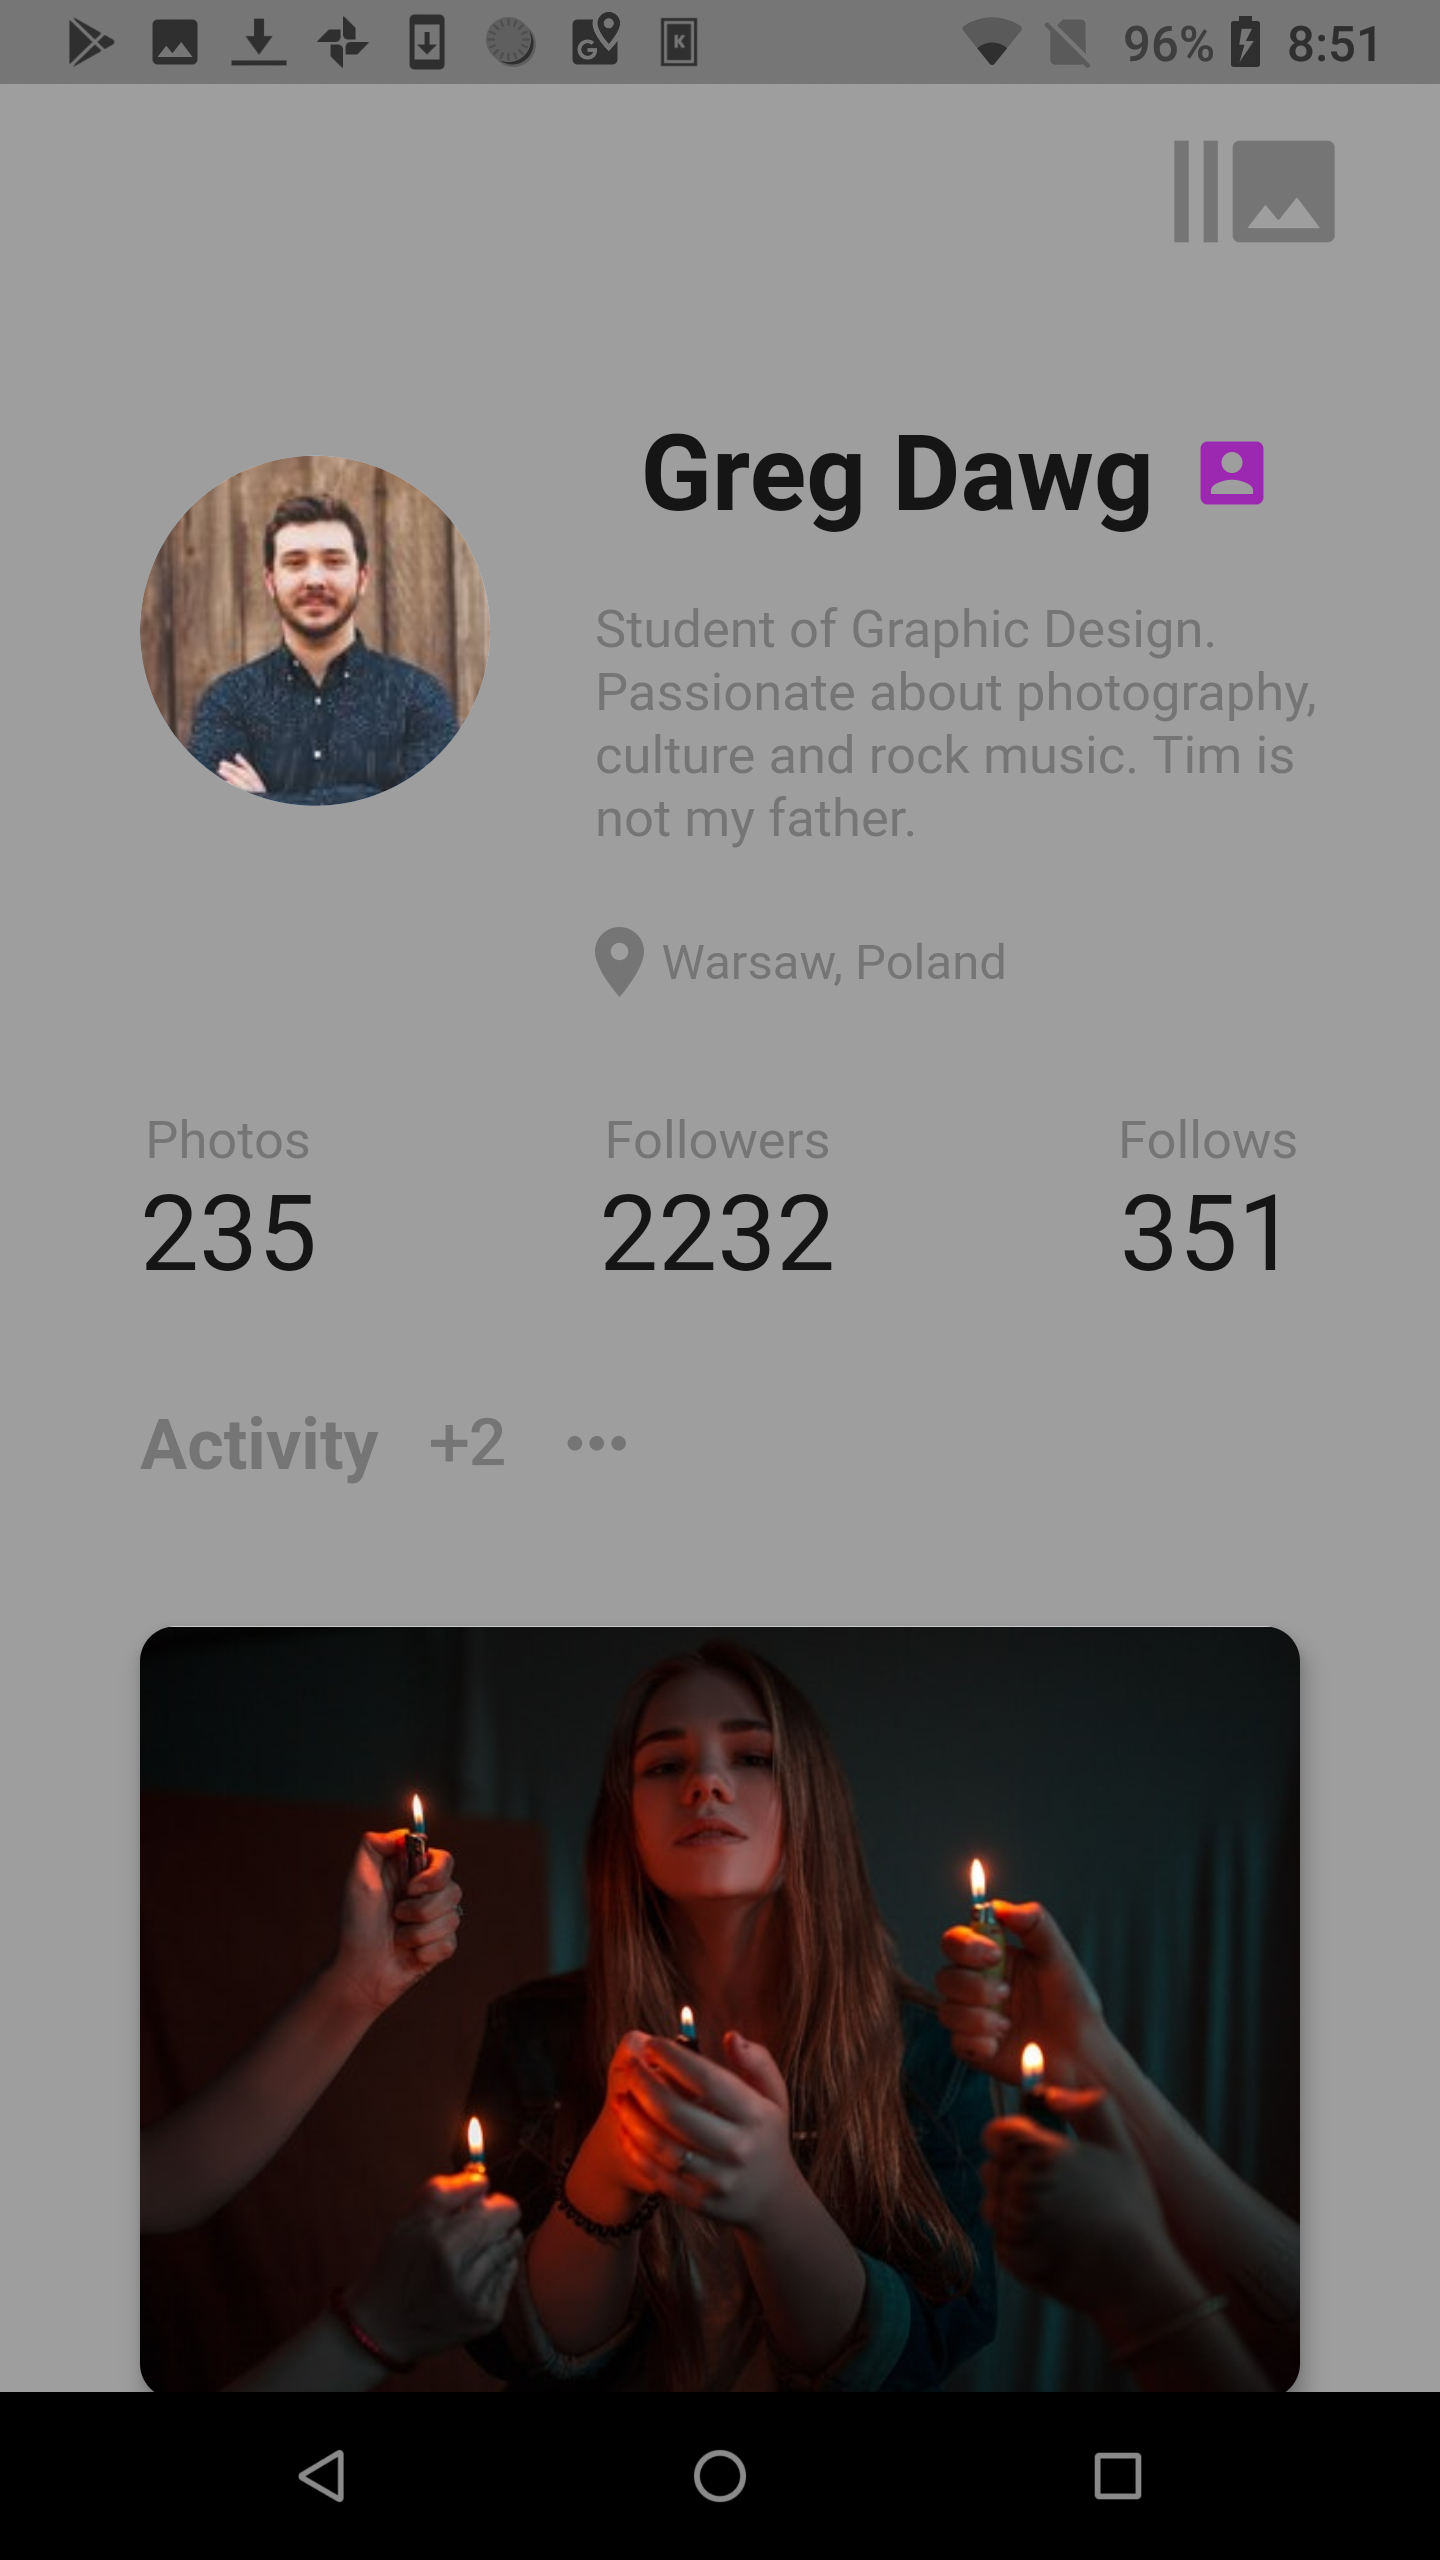 96% 8:51
Greg Dawg
Student of Graphic Design.
Passionate about photography,
culture and rock music. Tim is
not my father.
Warsaw, Poland
Photos Followers Follows
235 2232 351
Activity +2 •••